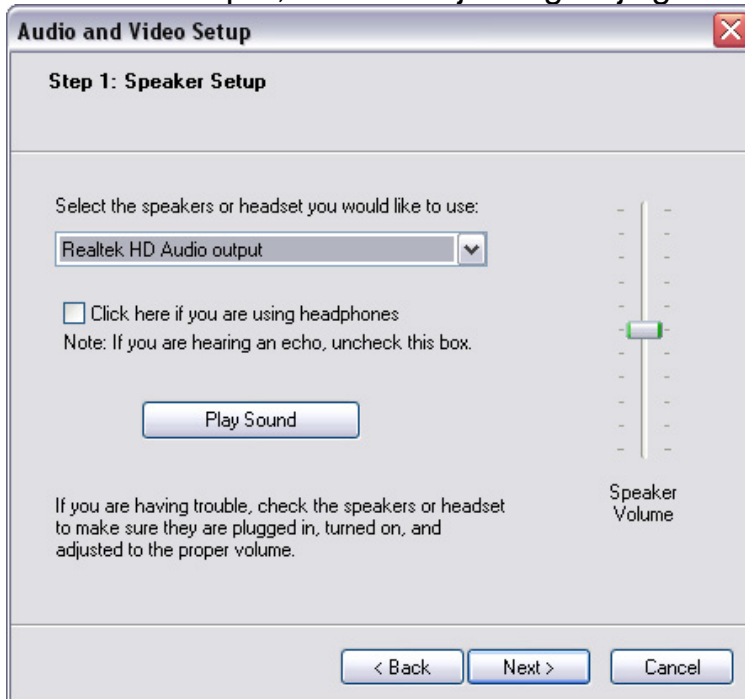 Audio and Video Setup
Step 1: Speaker Setup
Select the speakers or headset you would like to use:
Realtek HD Audio output
Click here if you are using headphones
Note: If you are hearing an echo, uncheck this box.
Play Sound
If you are having trouble, check the speakers or headset
to make sure they are plugged in, turned on, and
adjusted to the proper volume.
Speaker
Volume
< Back
Next >
Cancel